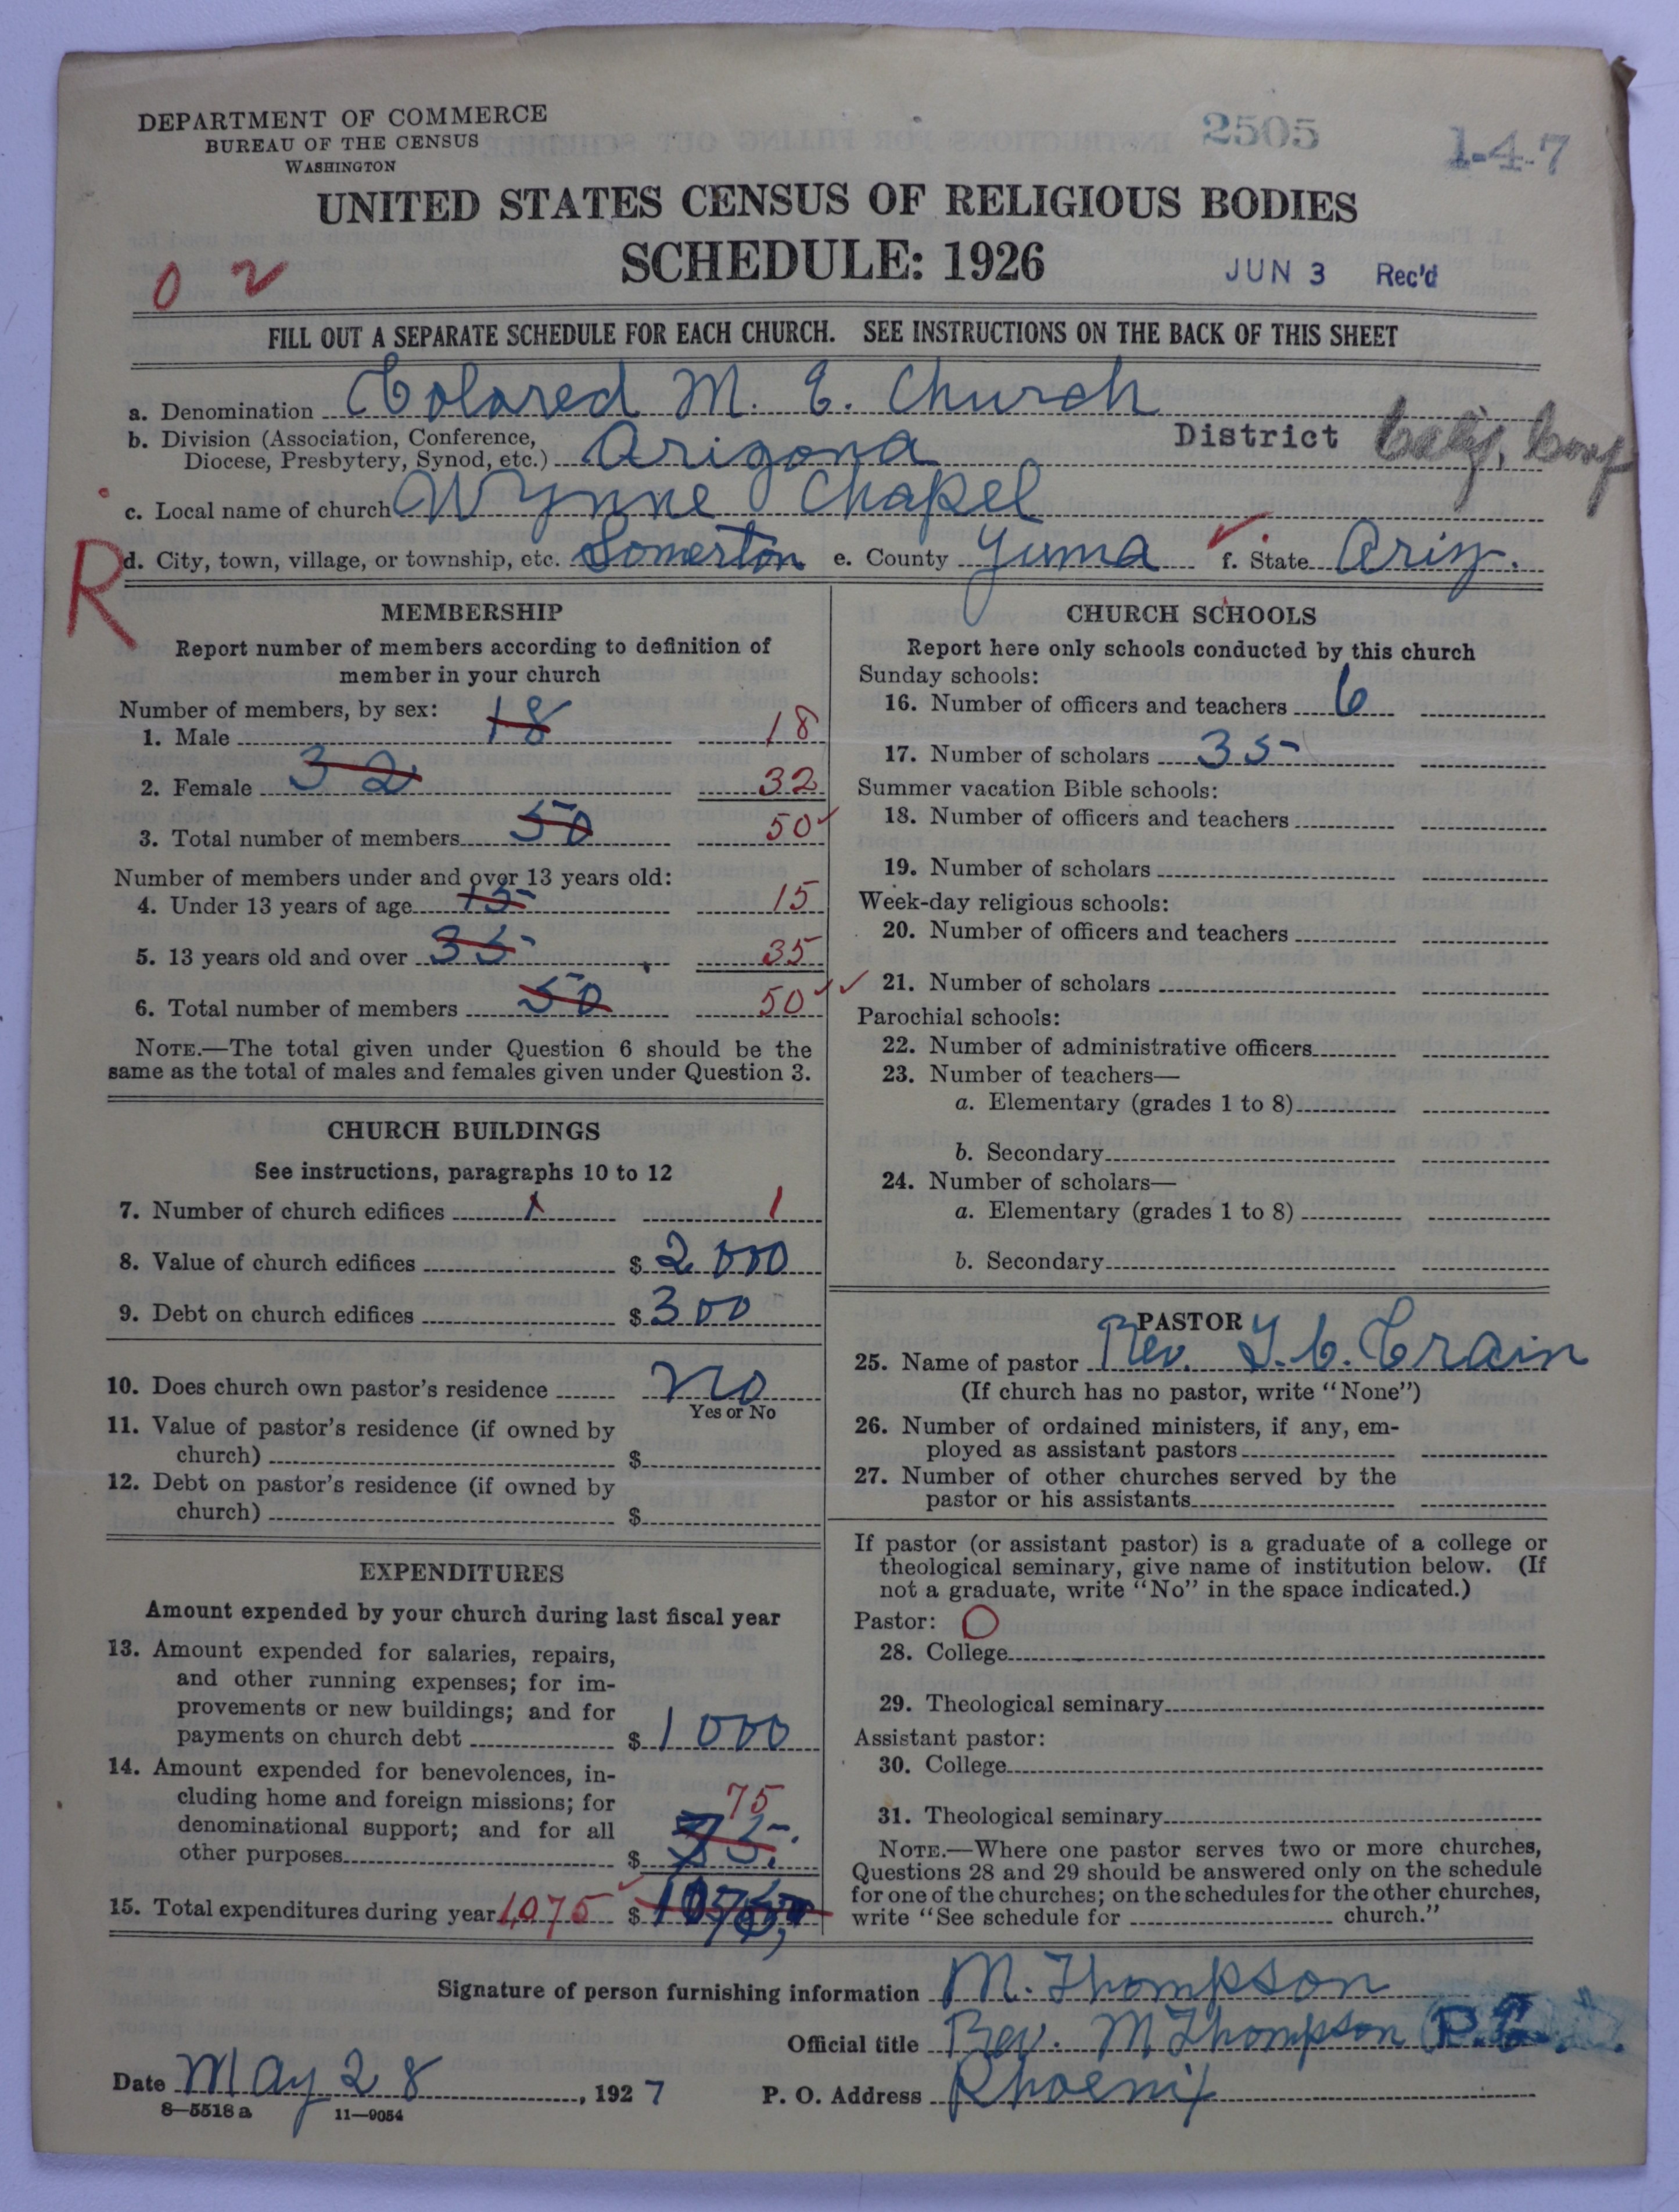 DEPARTMENT OF COMMERCE
BUREAU OF THE CENSUS
WASHINGTON
2505
1-4-7
UNITED STATES CENSUS OF RELIGIOUS BODIES
SCHEDULE: 1926
0 2
JUN 3 Rec'd
FILL OUT A SEPARATE SCHEDULE FOR EACH CHURCH. SEE INSTRUCTIONS ON THE BACK OF THIS SHEET
a. Denomination Colored M. E. Church
b. Division (Association, Conference, Diocese, Presbytery, Synod, etc.) Arizona District Calif. Conf
c. Local name of church Wynne Chapel
R
d. City, town, village, or township, etc. Somerton e. County Yuma f. State Ariz.
MEMBERSHIP
Report number of members according to definition of
member in your church
Number of members, by sex:
1. Male 18 18
2. Female 32 32
3. Total number of members 50 50
Number of members under and over 13 years old:
4. Under 13 years of age 15 15
5. 13 years old and over 35 35
6. Total number of members 50 50
NOTE.—The total given under Question 6 should be the
same as the total of males and females given under Question 3.
CHURCH BUILDINGS
See instructions, paragraphs 10 to 12
7. Number of church edifices 1 1
8. Value of church edifices $ 2000
9. Debt on church edifices $ 300
10. Does church own pastor's residence No
Yes or No
11. Value of pastor's residence (if owned by
church) $
12. Debt on pastor's residence (if owned by
church) $
EXPENDITURES
Amount expended by your church during last fiscal year
13. Amount expended for salaries, repairs,
and other running expenses; for im-
provements or new buildings; and for
payments on church debt $ 1000
14. Amount expended for benevolences, in-
cluding home and foreign missions; for
denominational support; and for all 75
other purposes $
15. Total expenditures during year 1,075 $
CHURCH SCHOOLS
Report here only schools conducted by this church
Sunday schools:
16. Number of officers and teachers 6
17. Number of scholars 35
Summer vacation Bible schools:
18. Number of officers and teachers
19. Number of scholars
Week-day religious schools:
20. Number of officers and teachers
21. Number of scholars
Parochial schools:
22. Number of administrative officers
23. Number of teachers—
a. Elementary (grades 1 to 8)
b. Secondary
24. Number of scholars—
a. Elementary (grades 1 to 8)
b. Secondary
PASTOR
25. Name of pastor Rev. Y. C. Crain
(If church has no pastor, write "None")
26. Number of ordained ministers, if any, em-
ployed as assistant pastors
27. Number of other churches served by the
pastor or his assistants
If pastor (or assistant pastor) is a graduate of a college or
theological seminary, give name of institution below. (If
not a graduate, write "No" in the space indicated.)
Pastor: O
28. College
29. Theological seminary
Assistant pastor:
30. College
31. Theological seminary
NOTE.—Where one pastor serves two or more churches,
Questions 28 and 29 should be answered only on the schedule
for one of the churches; on the schedules for the other churches,
write "See schedule for church."
Signature of person furnishing information M. Thompson
Official title Rev. M Thompson P.E.
Date May 28, 1927 P. O. Address Phoenix
8—5518 a 11—9054